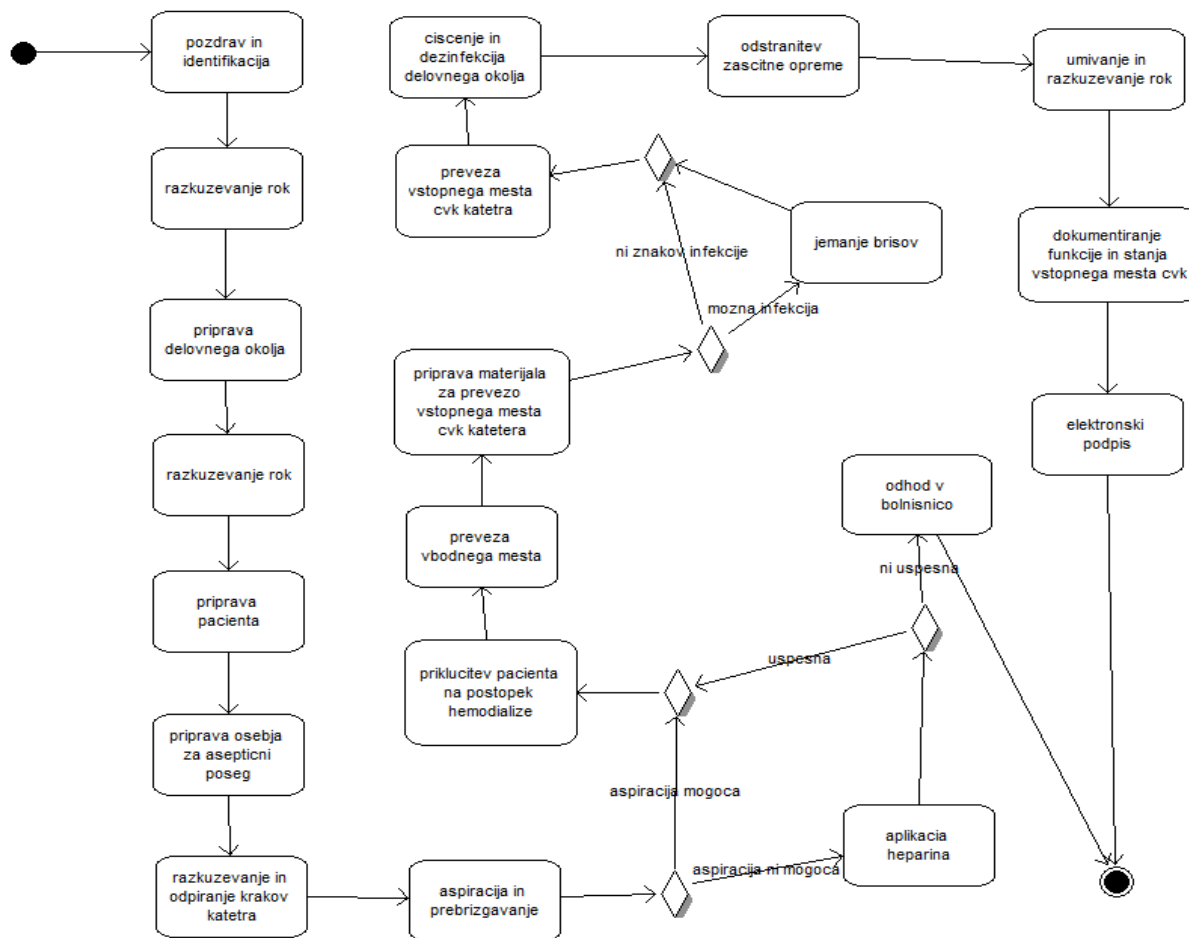 pozdrav in
identifikacija
razkuzevanje rok
priprava
delovnega okolja
razkuzevanje rok
priprava
pacienta
priprava osebja
za asepticni
poseg
razkuzevanje in
odpiranje krakov
katetra
aspiracija in
prebrizgavanje
aspiracija mogoca
aspiracija ni mogoca
aplikacia
heparina
uspesna
ni uspesna
odhod v
bolnisnico
priklucitev pacienta
na postopek
hemodialize
preveza
vbodnega mesta
priprava materijala
za prevezo
vstopnega mesta
cvk katetera
ni znakov infekcije
mozna infekcija
jemanje brisov
preveza
vstopnega mesta
cvk katetra
ciscenje in
dezinfekcija
delovnega okolja
odstranitev
zascitne opreme
umivanje in
razkuzevanje rok
dokumentiranje
funkcije in stanja
vstopnega mesta cvk
elektronski
podpis